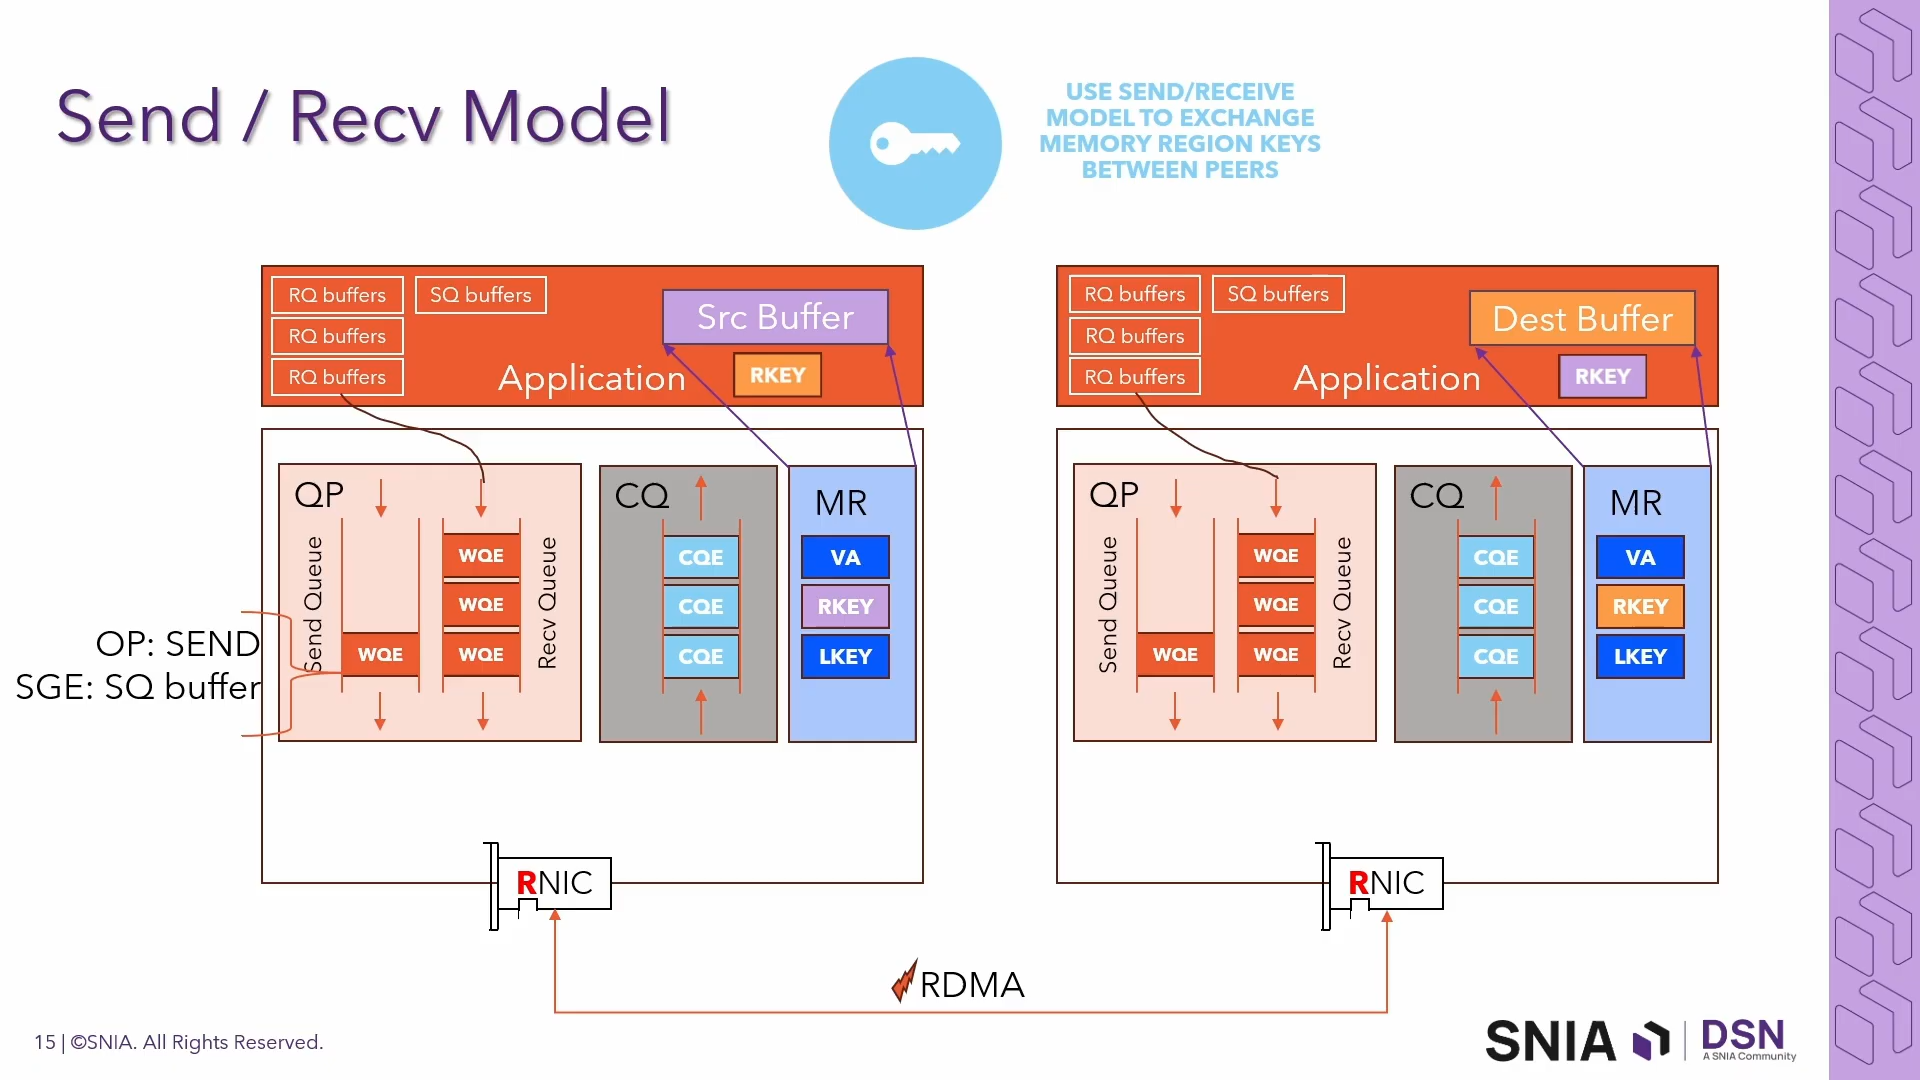 Send / Recv Model
USE SEND/RECEIVE
MODEL TO EXCHANGE
MEMORY REGION KEYS
BETWEEN PEERS
RQ buffers
SQ buffers
RQ buffers
RQ buffers
Src Buffer
Application
RKEY
QP
Send Queue
WQE
WQE
WQE
WQE
Recv Queue
CQ
CQE
CQE
CQE
MR
VA
RKEY
LKEY
OP: SEND
SGE: SQ buffer
RNIC
RQ buffers
SQ buffers
RQ buffers
RQ buffers
Dest Buffer
Application
RKEY
QP
Send Queue
WQE
WQE
WQE
WQE
Recv Queue
CQ
CQE
CQE
CQE
MR
VA
RKEY
LKEY
RNIC
RDMA
15 | ©SNIA. All Rights Reserved.
SNIA
DSN
A SNIA Community